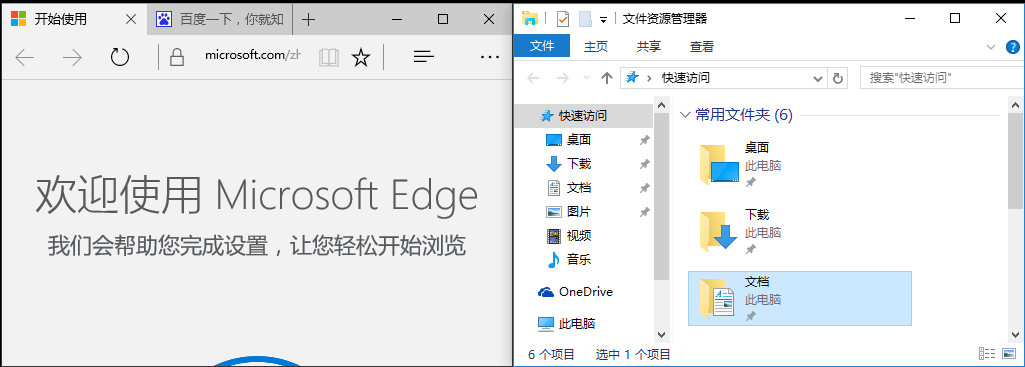 开始使用
百度一下，你就知
microsoft.com/zh
欢迎使用 Microsoft Edge
我们会帮助您完成设置，让您轻松开始浏览
文件资源管理器
文件 主页 共享 查看
快速访问
搜索"快速访问"
快速访问
桌面
下载
文档
图片
视频
音乐
OneDrive
此电脑
常用文件夹 (6)
桌面
此电脑
下载
此电脑
文档
此电脑
6 个项目 选中 1 个项目